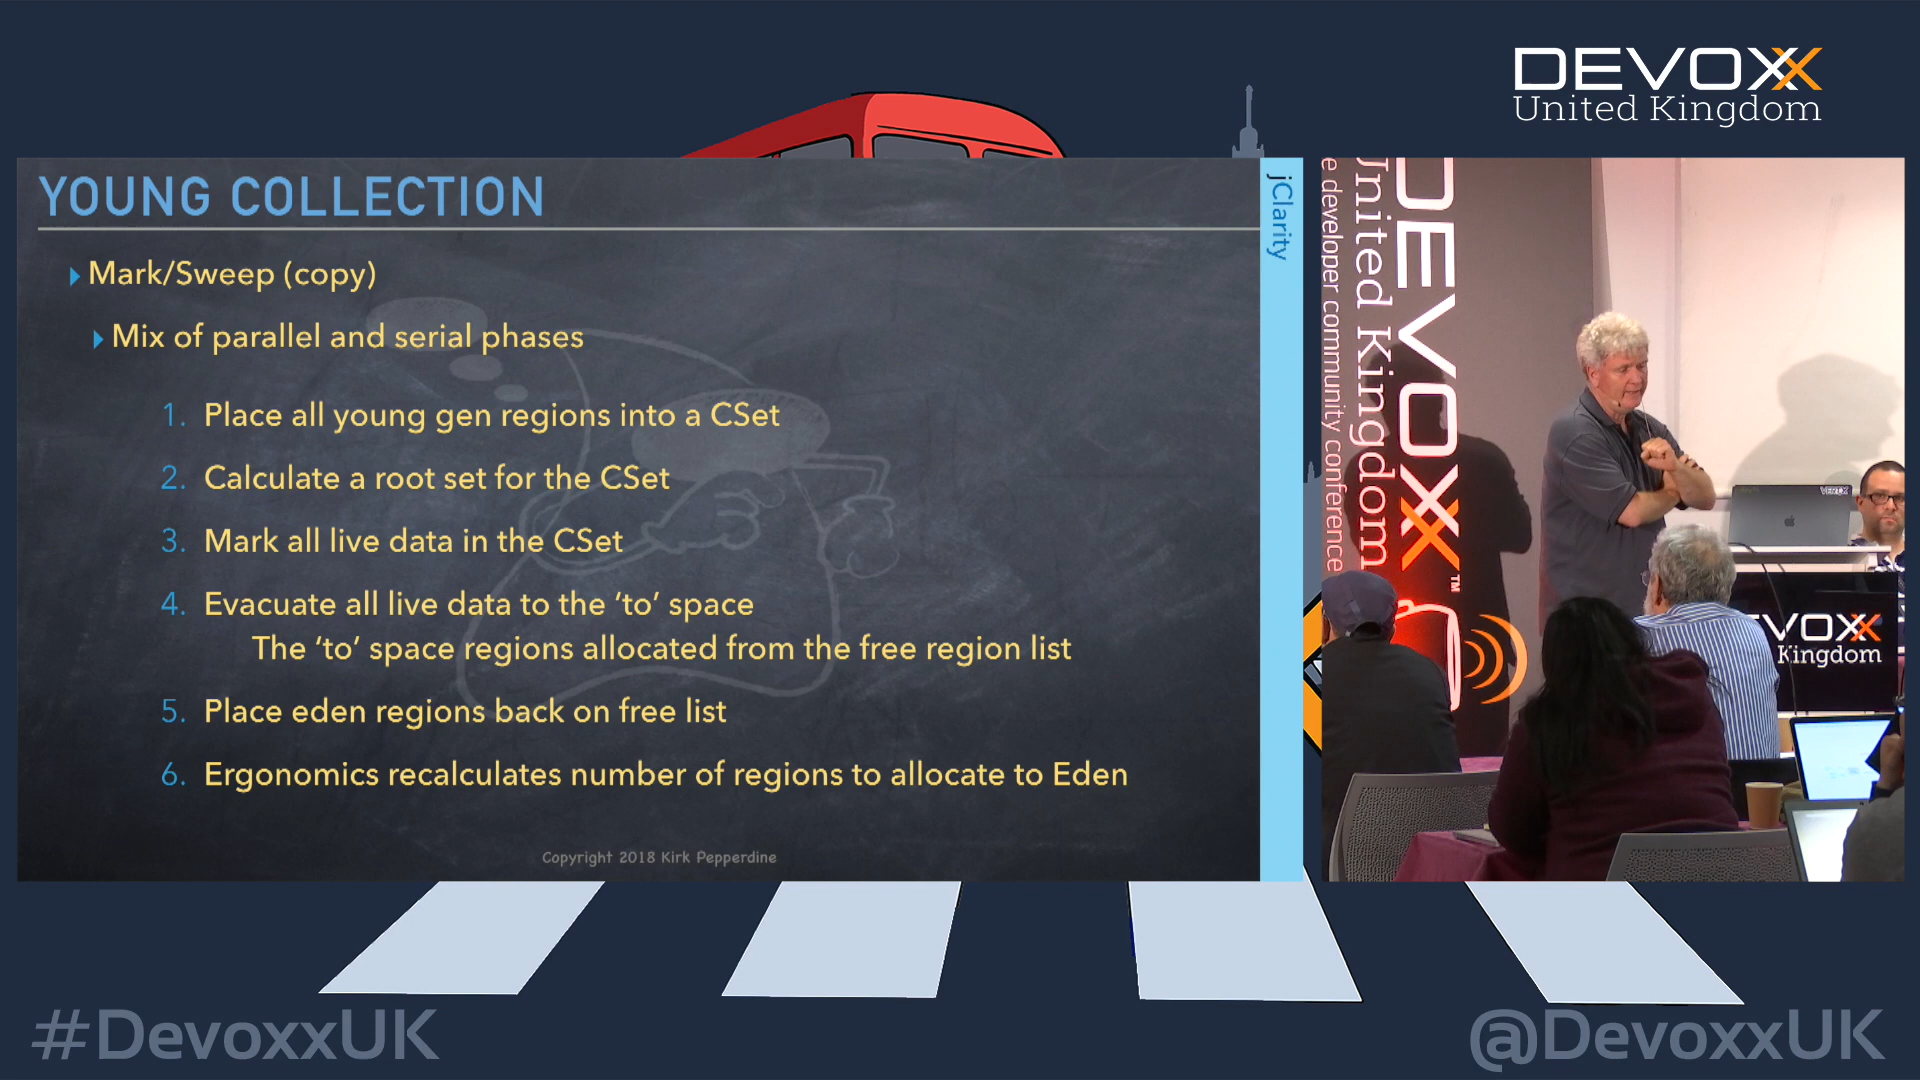 DEVOXX
United Kingdom
YOUNG COLLECTION
jClarity
Mark/Sweep (copy)
Mix of parallel and serial phases
1. Place all young gen regions into a CSet
2. Calculate a root set for the CSet
3. Mark all live data in the CSet
4. Evacuate all live data to the ‘to’ space
The ‘to’ space regions allocated from the free region list
5. Place eden regions back on free list
6. Ergonomics recalculates number of regions to allocate to Eden
Copyright 2018 Kirk Pepperdine
DEVOXX™
United Kingdom
e developer community conference
VERTX
VOXX
Kingdom
#DevoxxUK
@DevoxxUK